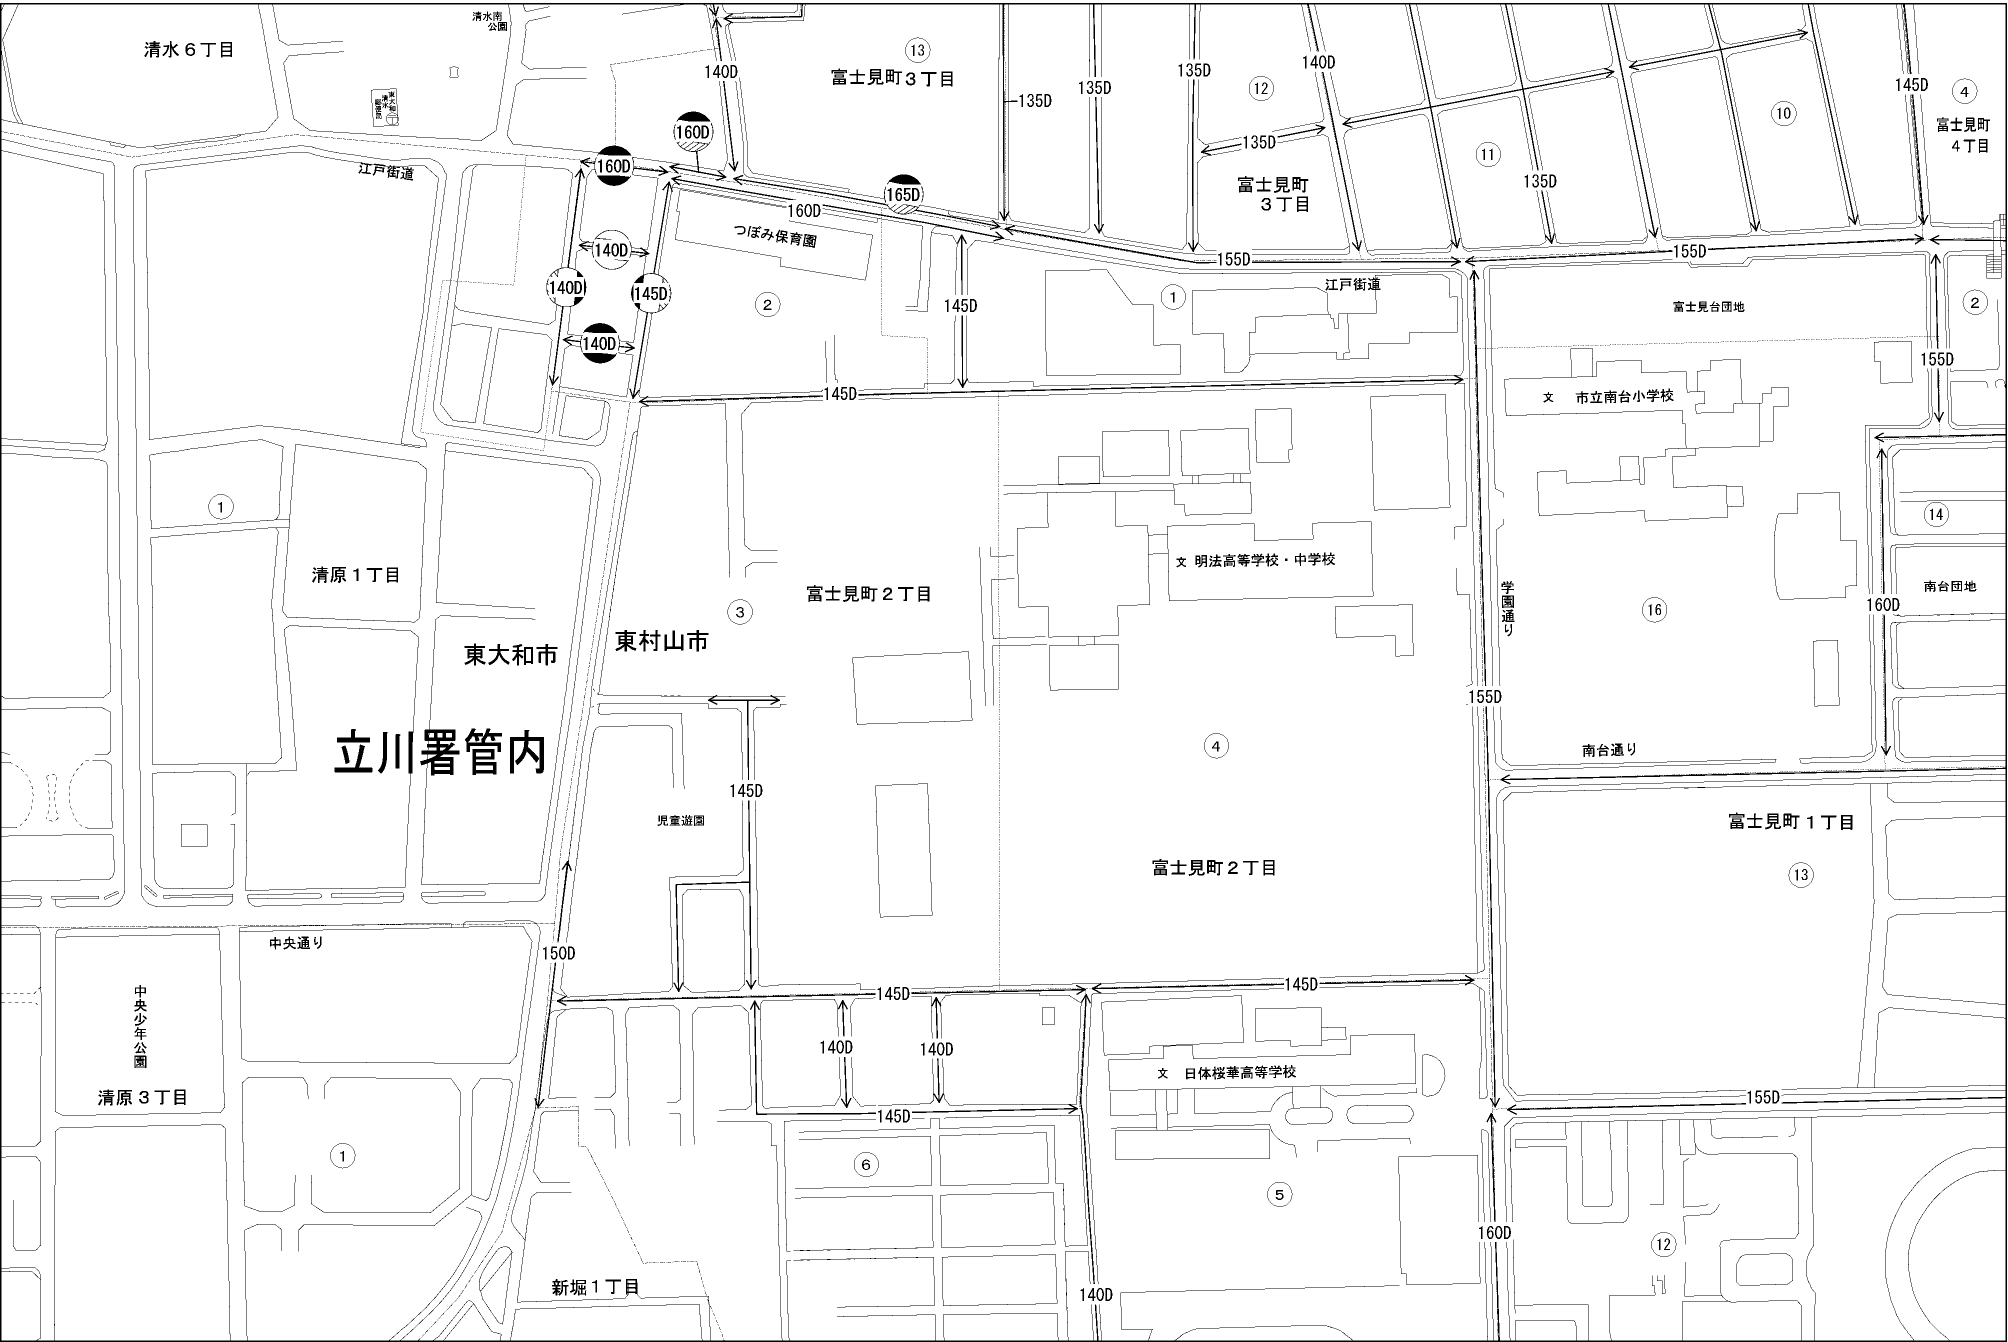 清水南
公園
清水６丁目
東大和
清水
郵便局
江戸街道
140D
⑬
富士見町３丁目
135D
135D
135D
⑫
140D
145D
④
富士見町
４丁目
⑩
135D
⑪
135D
富士見町
３丁目
160D
160D
165D
160D
つぼみ保育園
140D
140D
145D
140D
②
145D
155D
155D
①
江戸街道
富士見台団地
②
155D
145D
文 市立南台小学校
①
清原１丁目
文 明法高等学校・中学校
富士見町２丁目
③
学園通り
⑯
⑭
南台団地
160D
東大和市
東村山市
立川署管内
155D
④
南台通り
145D
児童遊園
富士見町１丁目
富士見町２丁目
⑬
中央通り
150D
中央少年公園
145D
145D
140D
140D
文 日体桜華高等学校
清原３丁目
155D
145D
①
⑥
⑤
160D
⑫
新堀１丁目
140D